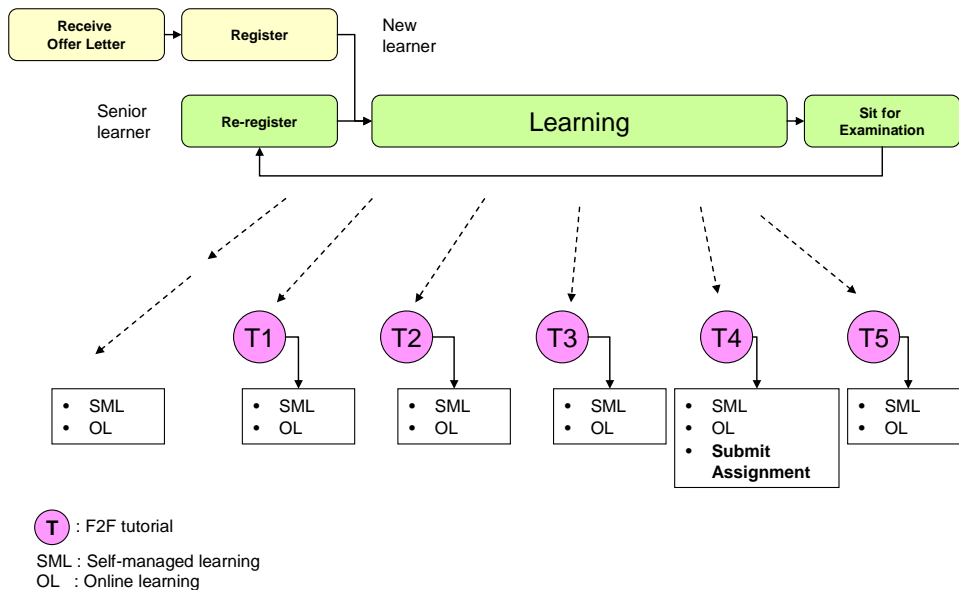 Receive
Offer Letter
Register
New
learner
Senior
learner
Re-register
Learning
Sit for
Examination
T1
T2
T3
T4
T5
• SML
• OL
• SML
• OL
• SML
• OL
• SML
• OL
• SML
• OL
• Submit
Assignment
• SML
• OL
T : F2F tutorial
SML : Self-managed learning
OL : Online learning